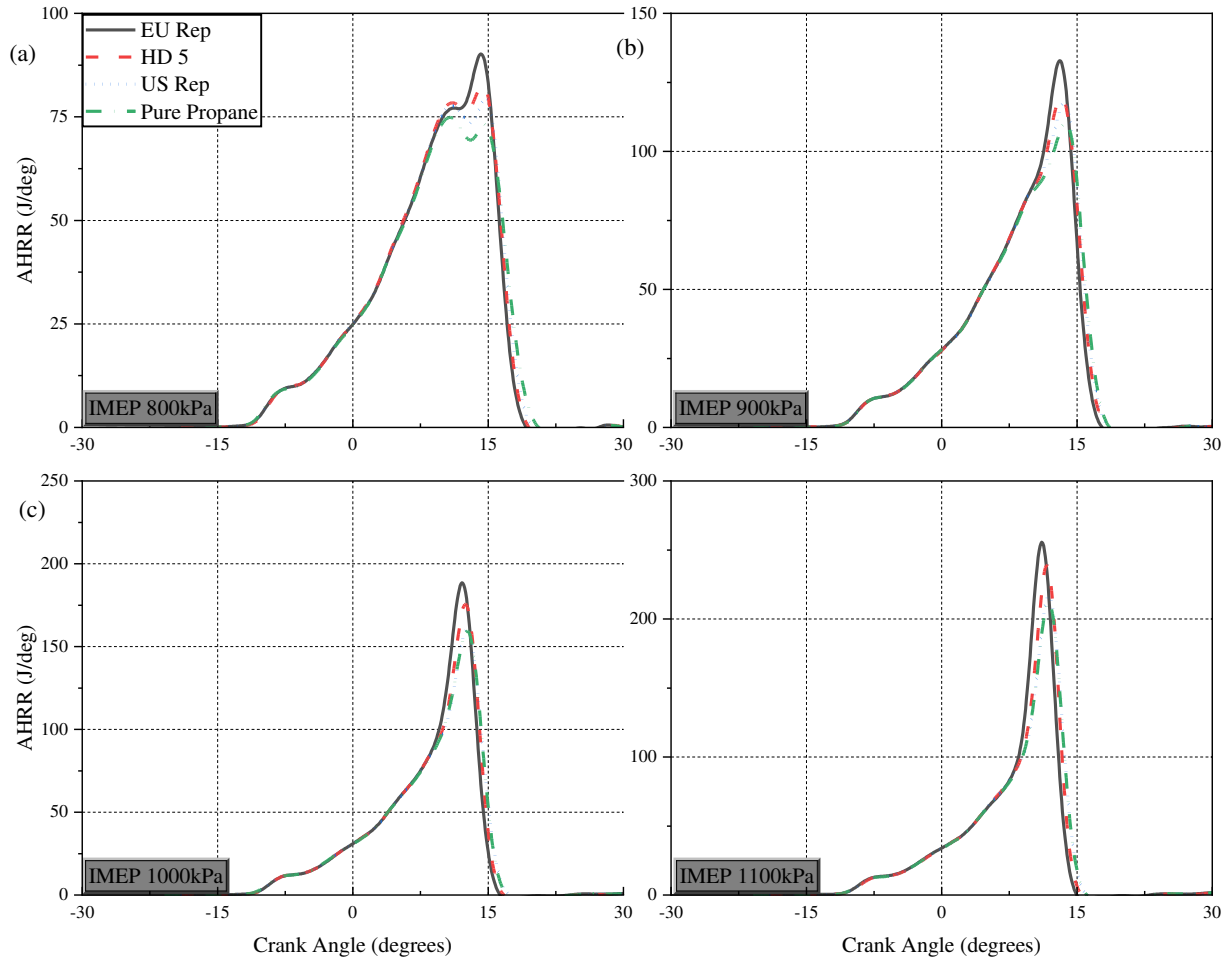 (a)
EU Rep
HD 5
US Rep
Pure Propane
100
75
50
25
0
AHRR (J/deg)
IMEP 800kPa
-30 -15 0 15 30
(b)
150
100
50
0
IMEP 900kPa
-30 -15 0 15 30
(c)
250
200
150
100
50
0
AHRR (J/deg)
IMEP 1000kPa
-30 -15 0 15 30
Crank Angle (degrees)
300
200
100
0
IMEP 1100kPa
-30 -15 0 15 30
Crank Angle (degrees)